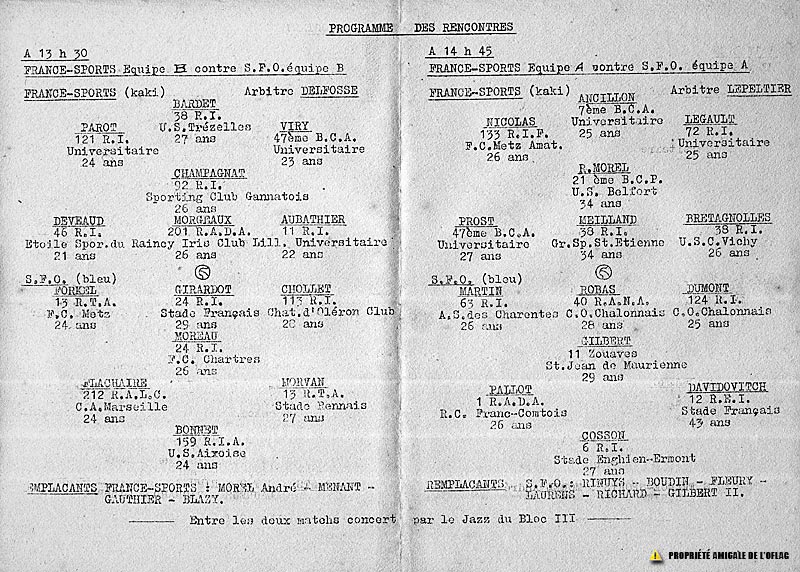 PROGRAMME DES RENCONTRES
A 13 h 30
FRANCE-SPORTS Equipe B contre S.F.O.équipe B
FRANCE-SPORTS (kaki) Arbitre DELFOSSE
BARDET
38 R.I.
U.S.Trézelles
27 ans
PAROT
121 R.I.
Universitaire
24 ans
VIRY
47ème B.C.A.
Universitaire
23 ans
CHAMPAGNAT
92 R.I.
Sporting Club Gannatois
26 ans
DEVEAUD MORGEAUX AUBATHIER
46 R.I. 201 R.A.D.A. 11 R.I.
Etoile Spor.du Raincy Iris Club Lill. Universitaire
21 ans 26 ans 22 ans
S.F.O. (bleu)
FORKEL GIRARDOT CHOLLET
13 R.T.A. 24 R.I. 113 R.I.
F.C. Metz Stade Français Chat.d'Oléron Club
24 ans 29 ans 28 ans
MOREAU
24 R.I.
F.C. Chartres
26 ans
FLACHAIRE MORVAN
212 R.A.L.C. 13 R.T.A.
C.A.Marseille Stade Rennais
24 ans 27 ans
BONNET
159 R.I.A.
U.S.Aixoise
24 ans
EMPLACANTS FRANCE-SPORTS : MOREL André - MENANT -
GAUTHIER - BLAZY.
A 14 h 45
FRANCE-SPORTS Equipe A vontre S.F.O. équipe A
FRANCE-SPORTS (kaki) Arbitre LEPELTIER
ANCILLON
7ème B.C.A.
Universitaire
25 ans
NICOLAS
133 R.I.F.
F.C.Metz Amat.
26 ans
LEGAULT
72 R.I.
Universitaire
25 ans
R.MOREL
21 ème B.C.P.
U.S. Belfort
34 ans
PROST MEILLAND BRETAGNOLLES
47ème B.C.A. 38 R.I. 38 R.I.
Universitaire Gr.Sp.St.Etienne U.S.C.Vichy
27 ans 34 ans 26 ans
S.F.O. (bleu)
MARTIN ROBAS DUMONT
63 R.I. 40 R.A.N.A. 124 R.I.
A.S.des Charentes C.O.Chalonnais C.O.Chalonnais
26 ans 28 ans 25 ans
GILBERT
11 Zouaves
St.Jean de Maurienne
29 ans
PALLOT DAVIDOVITCH
1 R.A.D.A. 12 R.E.I.
R.C. Franc-Comtois Stade Français
26 ans 43 ans
COSSON
6 R.I.
Stade Enghien-Ermont
27 ans
REMPLACANTS S.F.O.: RINUYS - BOUDIN - FLEURY -
LAURENS - RICHARD - GILBERT II.
Entre les deux matchs concert par le Jazz du Bloc III
PROPRIÉTÉ AMIGALE DE L'OFLAG